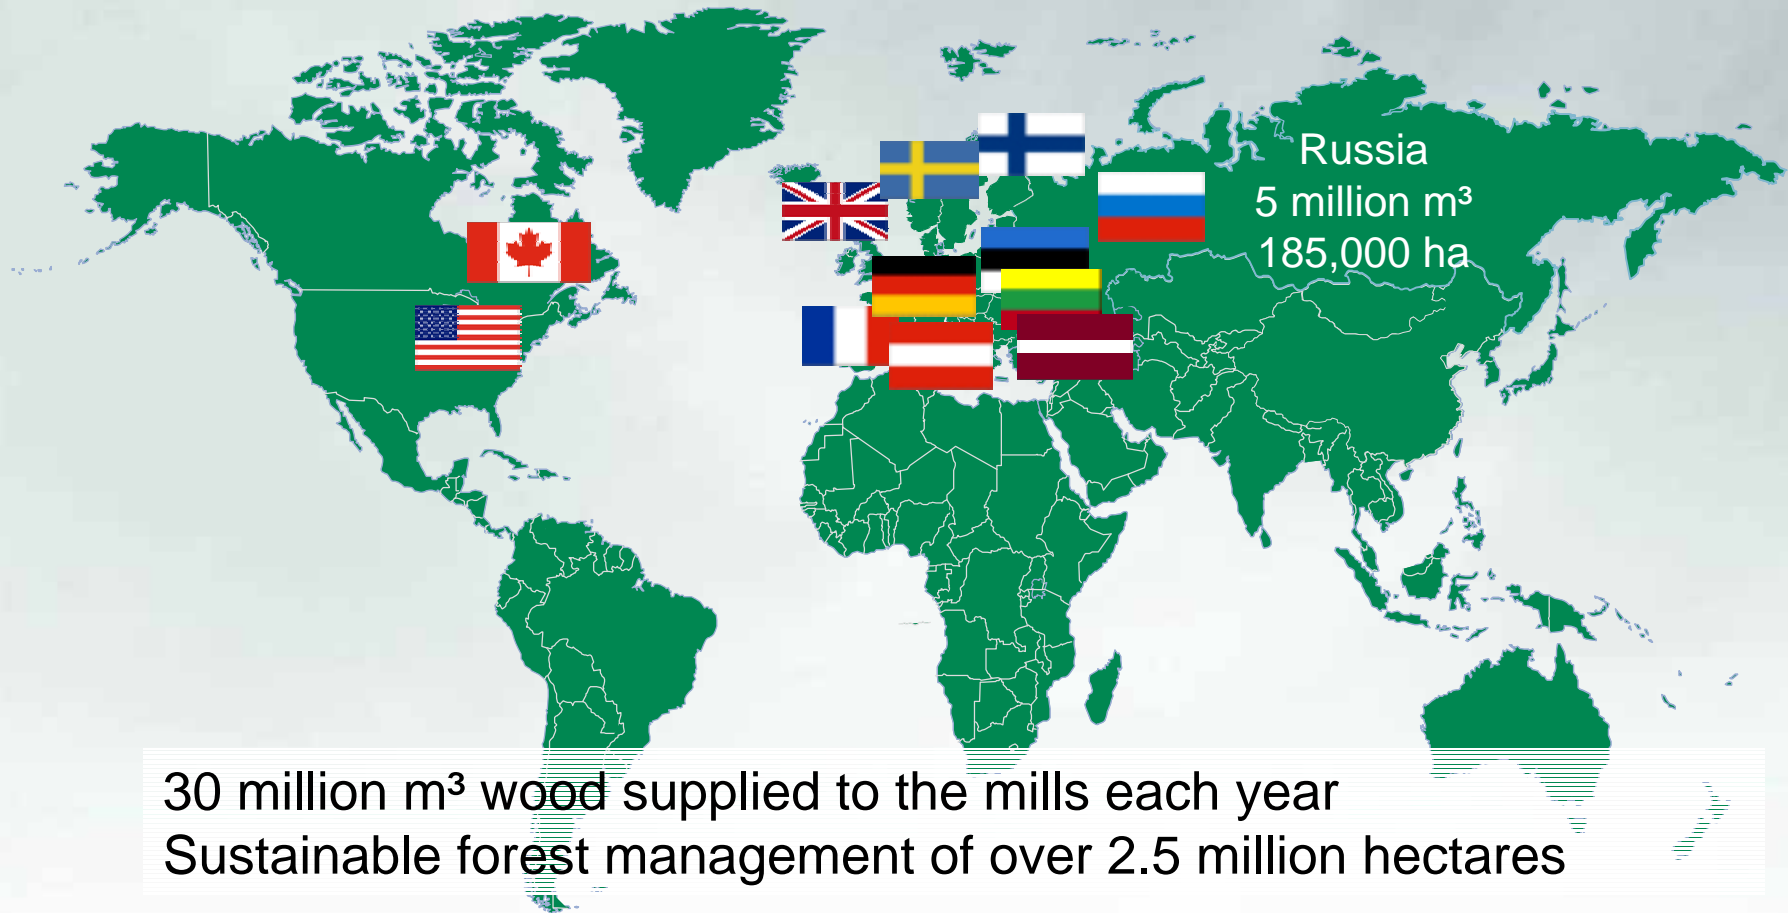 Russia
5 million m³
185,000 ha
30 million m³ wood supplied to the mills each year
Sustainable forest management of over 2.5 million hectares